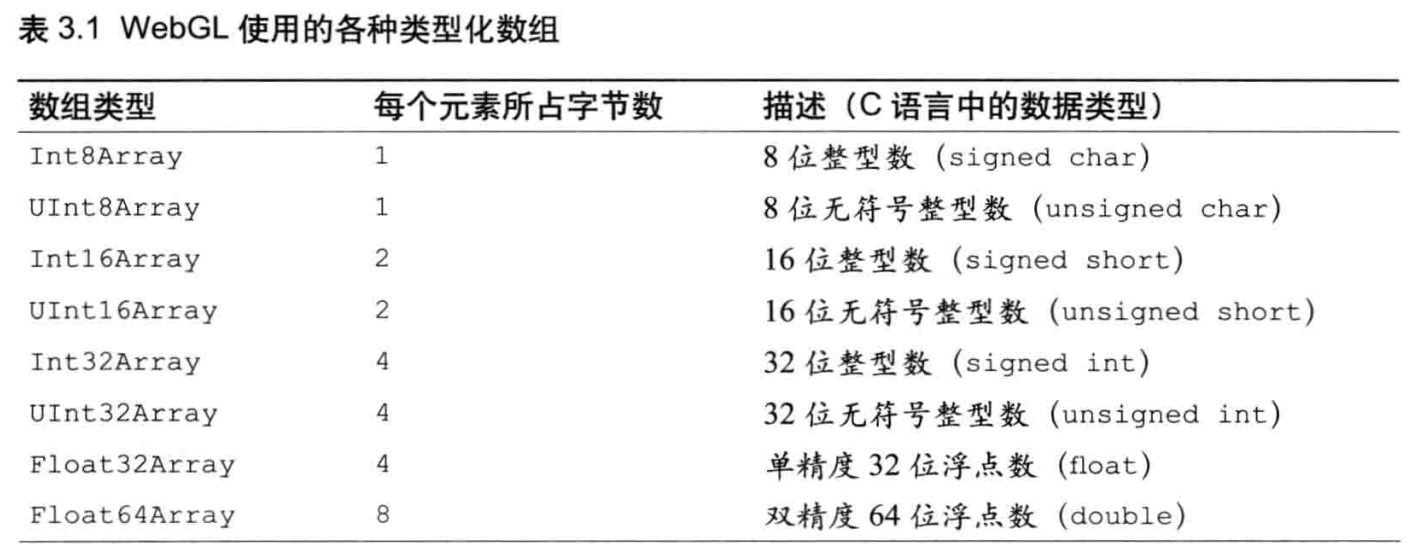 表 3.1 WebGL 使用的各种类型化数组
数组类型 每个元素所占字节数 描述（C 语言中的数据类型）
Int8Array 1 8 位整型数（signed char）
UInt8Array 1 8 位无符号整型数（unsigned char）
Int16Array 2 16 位整型数（signed short）
UInt16Array 2 16 位无符号整型数（unsigned short）
Int32Array 4 32 位整型数（signed int）
UInt32Array 4 32 位无符号整型数（unsigned int）
Float32Array 4 单精度 32 位浮点数（float）
Float64Array 8 双精度 64 位浮点数（double）